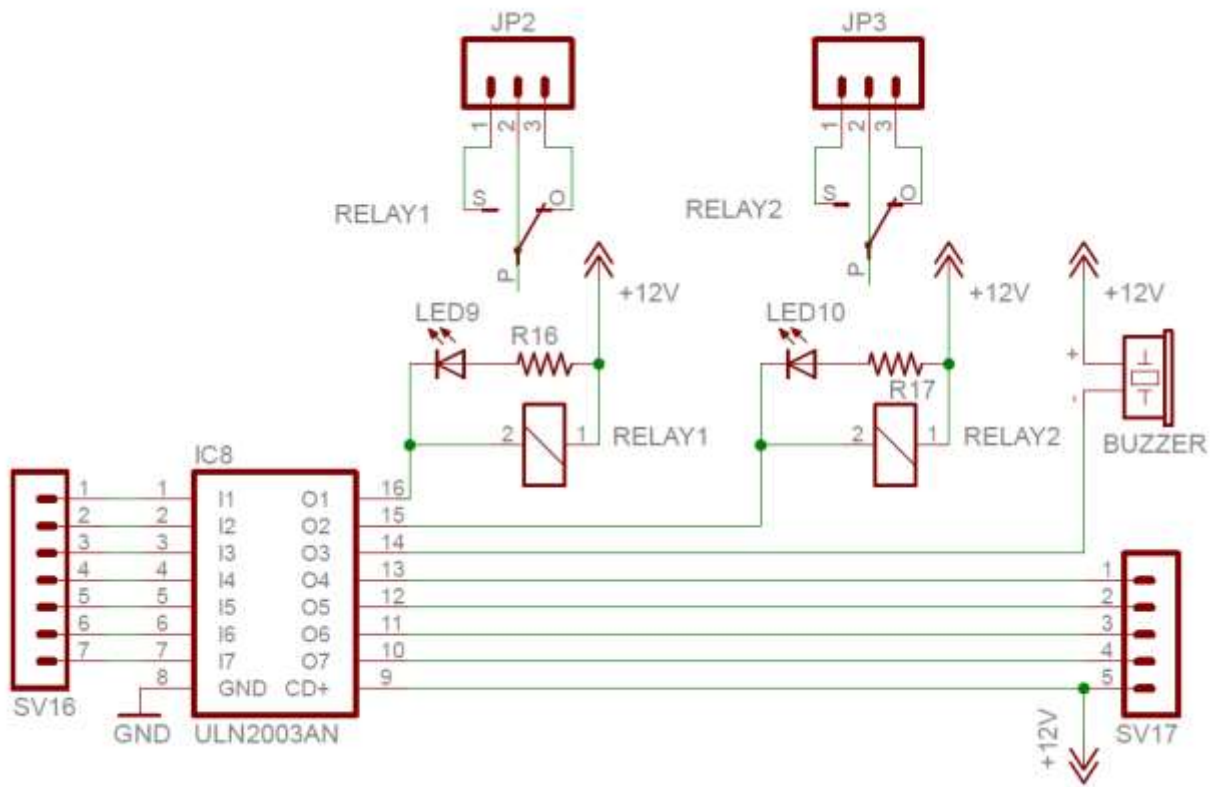 JP2 JP3
1 2 3 1 2 3
S O S O
RELAY1 RELAY2
P P
+12V +12V +12V
LED9 LED10
R16 R17
+
-
2 1 RELAY1 2 1 RELAY2
BUZZER
IC8
1 1 I1 O1 16
2 2 I2 O2 15
3 3 I3 O3 14
4 4 I4 O4 13 1
5 5 I5 O5 12 2
6 6 I6 O6 11 3
7 7 I7 O7 10 4
8 GND CD+ 9 5
SV16
GND ULN2003AN +12V SV17